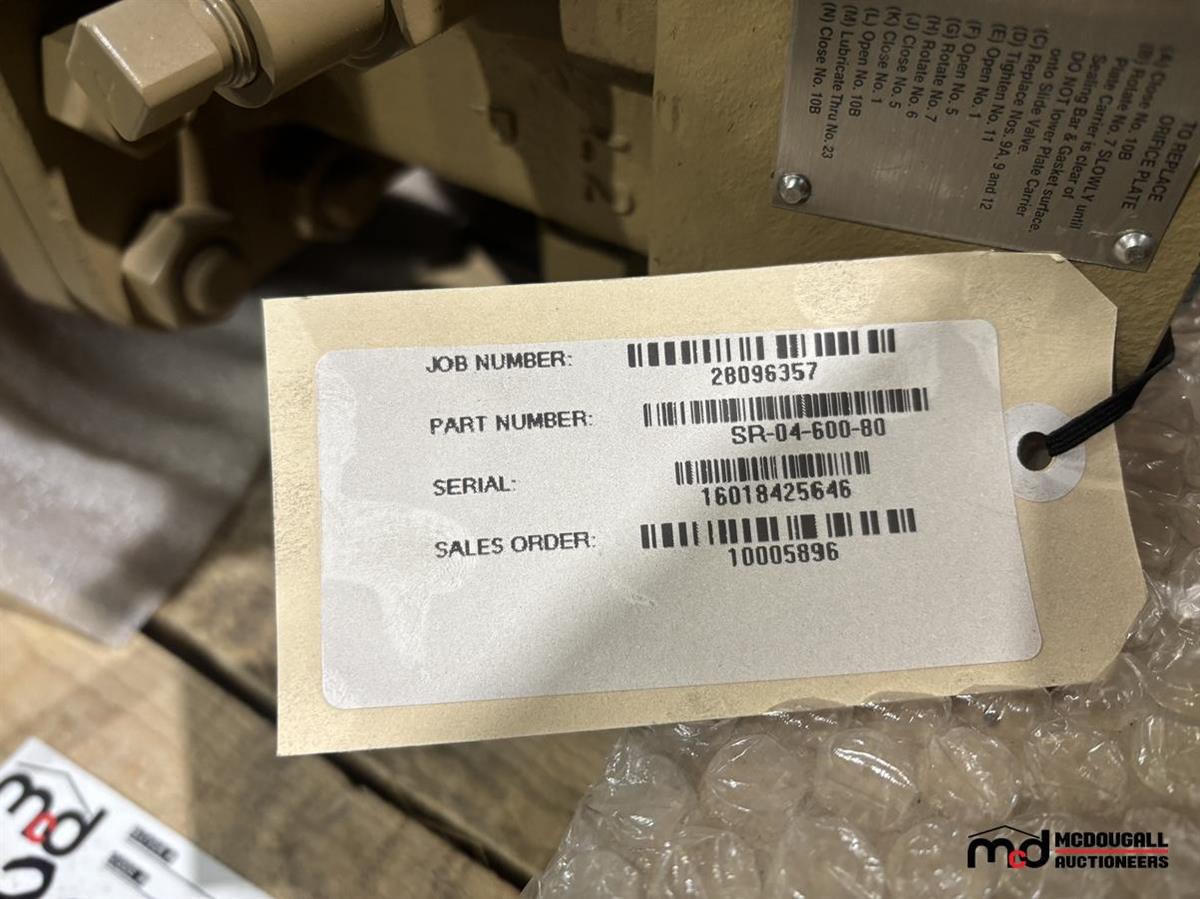 TO REPLACE
ORIFICE PLATE
(A) Close No. 1
(B) Rotate No. 10B
Plate No. 7 SLOWLY until
Plate Carrier is clear of
Sealing Bar & Gasket
DO NOT lower Plate Carrier
onto Slide Valve.
(C) Replace
(D) Tighten Nos. 9A, 9 and 12
(E) Open No. 11
(F) Open No. 1
(G) Open No. 5
(H) Rotate No. 7
(J) Rotate No. 6
(K) Close No. 5
(L) Close No. 1
(M) Open No. 10B
Lubricate Thru No. 23
(N) Close No. 10B
JOB NUMBER:
28096357
PART NUMBER:
SR-04-600-80
SERIAL:
16018425646
SALES ORDER:
10005896
mcd
mcd MCDOUGALL
AUCTIONEERS